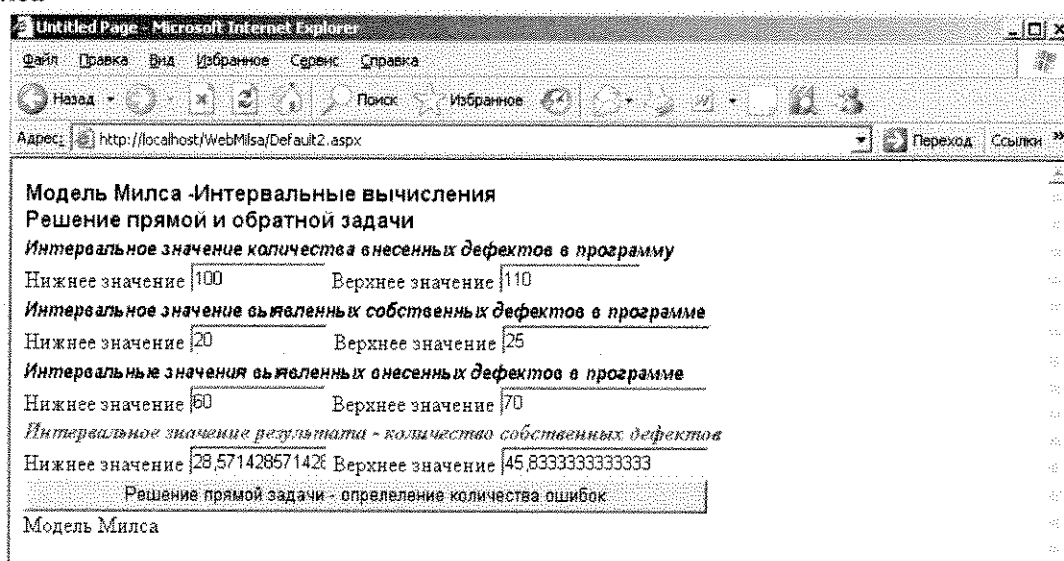 Untitled Page - Microsoft Internet Explorer
Файл Правка Вид Избранное Сервис Справка
Назад Поиск Избранное
Адрес: http://localhost/WebMilsa/Default2.aspx Переход Ссылки »
Модель Милса -Интервальные вычисления
Решение прямой и обратной задачи
Интервальное значение количества внесенных дефектов в программу
Нижнее значение 100 Верхнее значение 110
Интервальное значение выявленных собственных дефектов в программе
Нижнее значение 20 Верхнее значение 25
Интервальные значения выявленных внесенных дефектов в программе
Нижнее значение 60 Верхнее значение 70
Интервальное значение результата - количество собственных дефектов
Нижнее значение 28,571428571428 Верхнее значение 45,8333333333333
Решение прямой задачи - опрелеление количества ошибок
Модель Милса